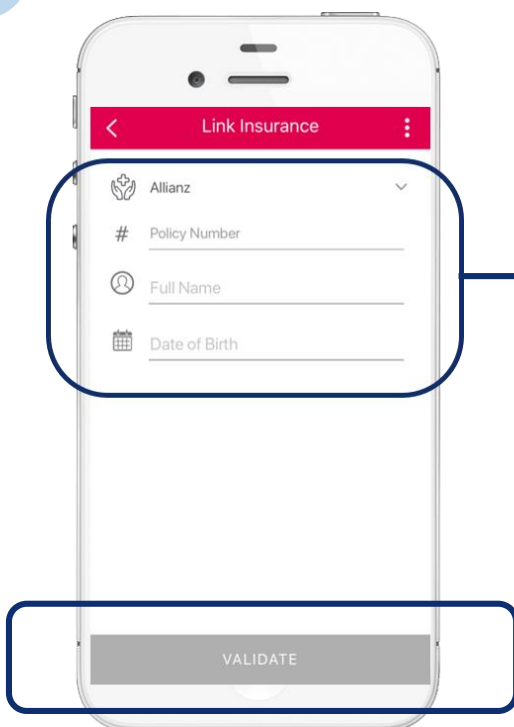 Link Insurance
Allianz
# Policy Number
Full Name
Date of Birth
VALIDATE